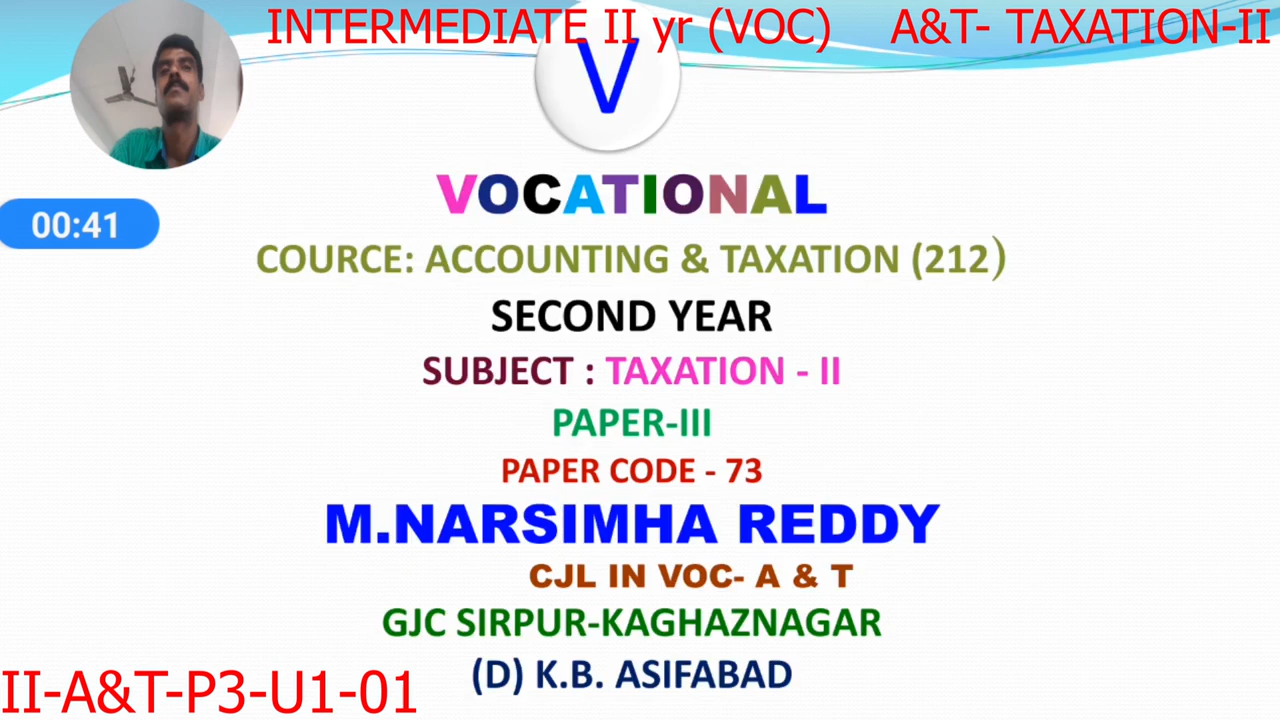 INTERMEDIATE II yr (VOC) A&T- TAXATION-II
V
VOCATIONAL
00:41
COURCE: ACCOUNTING & TAXATION (212)
SECOND YEAR
SUBJECT : TAXATION - II
PAPER-III
PAPER CODE - 73
M.NARSIMHA REDDY
CJL IN VOC- A & T
GJC SIRPUR-KAGHAZNAGAR
(D) K.B. ASIFABAD
II-A&T-P3-U1-01